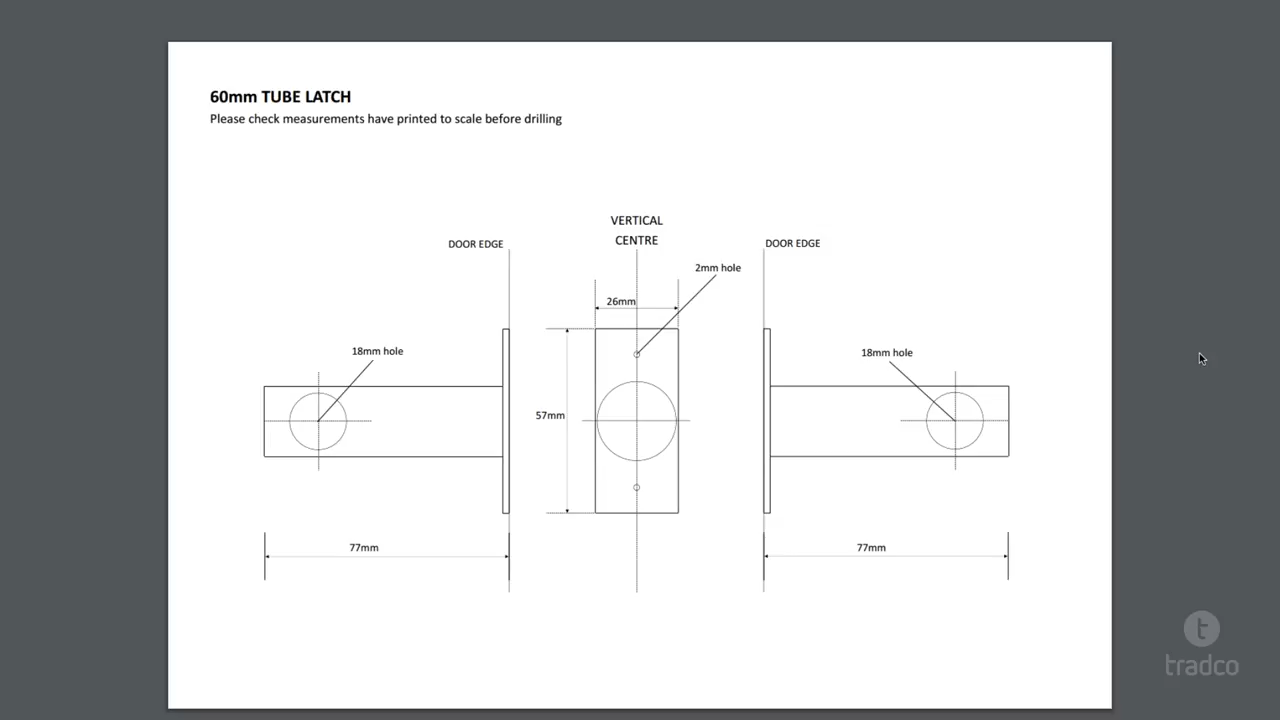 60mm TUBE LATCH
Please check measurements have printed to scale before drilling
VERTICAL
CENTRE
DOOR EDGE
DOOR EDGE
2mm hole
26mm
18mm hole
18mm hole
57mm
77mm
77mm
t
tradco